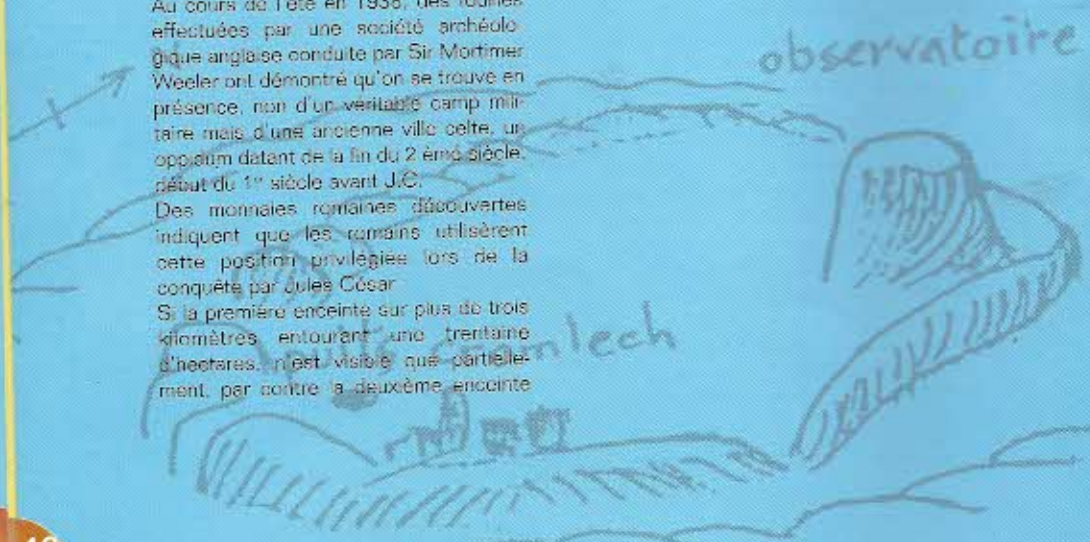 Au cours de l'été en 1938, des fouilles
effectuées par une société archéolo-
gique anglaise conduite par Sir Mortimer
Weeler ont démontré qu'on se trouve en
présence, non d'un véritable camp mili-
taire mais d'une ancienne ville celte, un
oppidum datant de la fin du 2 ème siècle,
début du 1er siècle avant J.C.
Des monnaies romaines découvertes
indiquent que les romains utilisèrent
cette position privilégiée lors de la
conquête par Jules César
Si la première enceinte sur plus de trois
kilomètres entourant une trentaine
d'hectares, n'est visible que partielle-
ment, par contre la deuxième enceinte
observatoire